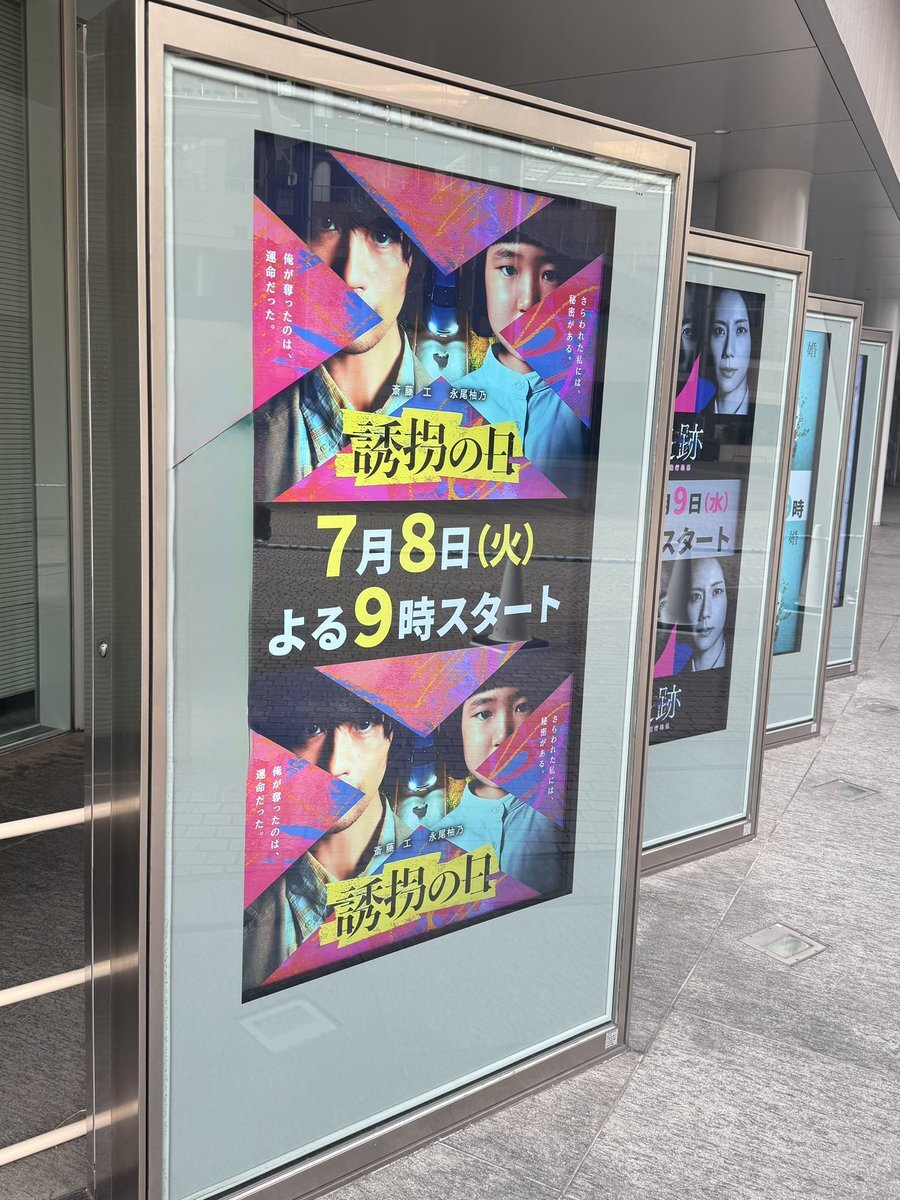 俺が奪ったのは、
運命だった。
さらわれた私には、
秘密がある。
斎藤 工 永尾柚乃
誘拐の日
7月8日(火)
よる9時スタート
俺が奪ったのは、
運命だった。
さらわれた私には、
秘密がある。
斎藤 工 永尾柚乃
誘拐の日
跡
9日(水)
スタート
跡
婚
時
婚